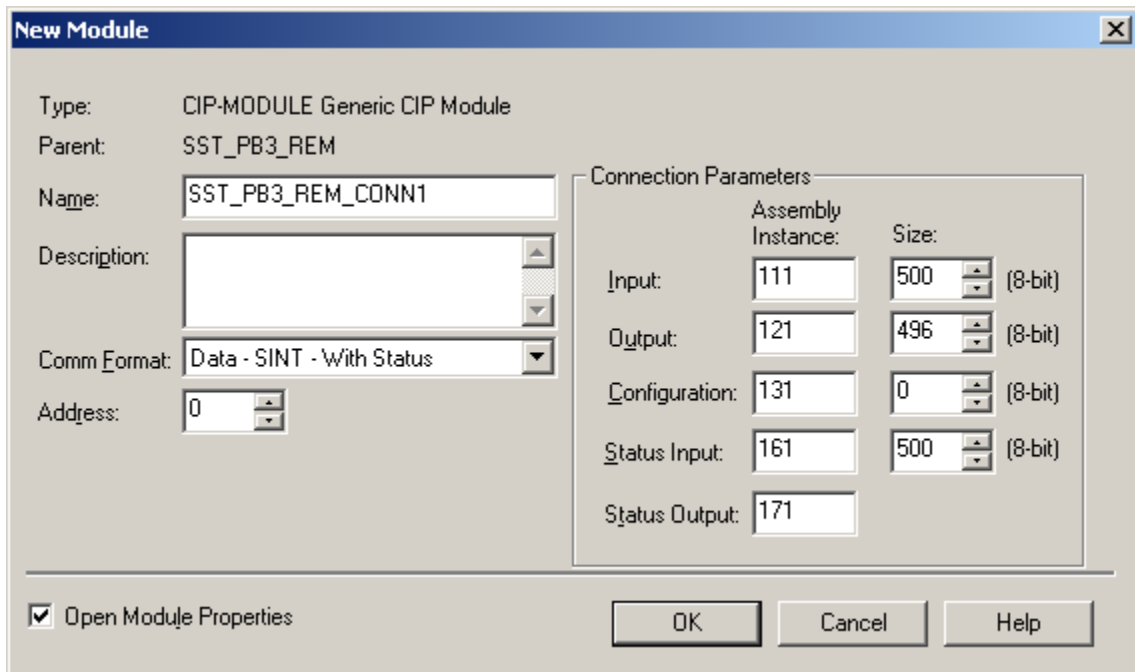 New Module
Type: CIP-MODULE Generic CIP Module
Parent: SST_PB3_REM
Name: SST_PB3_REM_CONN1
Description:
Comm Format: Data - SINT - With Status
Address: 0
Connection Parameters
Assembly
Instance: Size:
Input: 111 500 (8-bit)
Output: 121 496 (8-bit)
Configuration: 131 0 (8-bit)
Status Input: 161 500 (8-bit)
Status Output: 171
Open Module Properties
OK Cancel Help